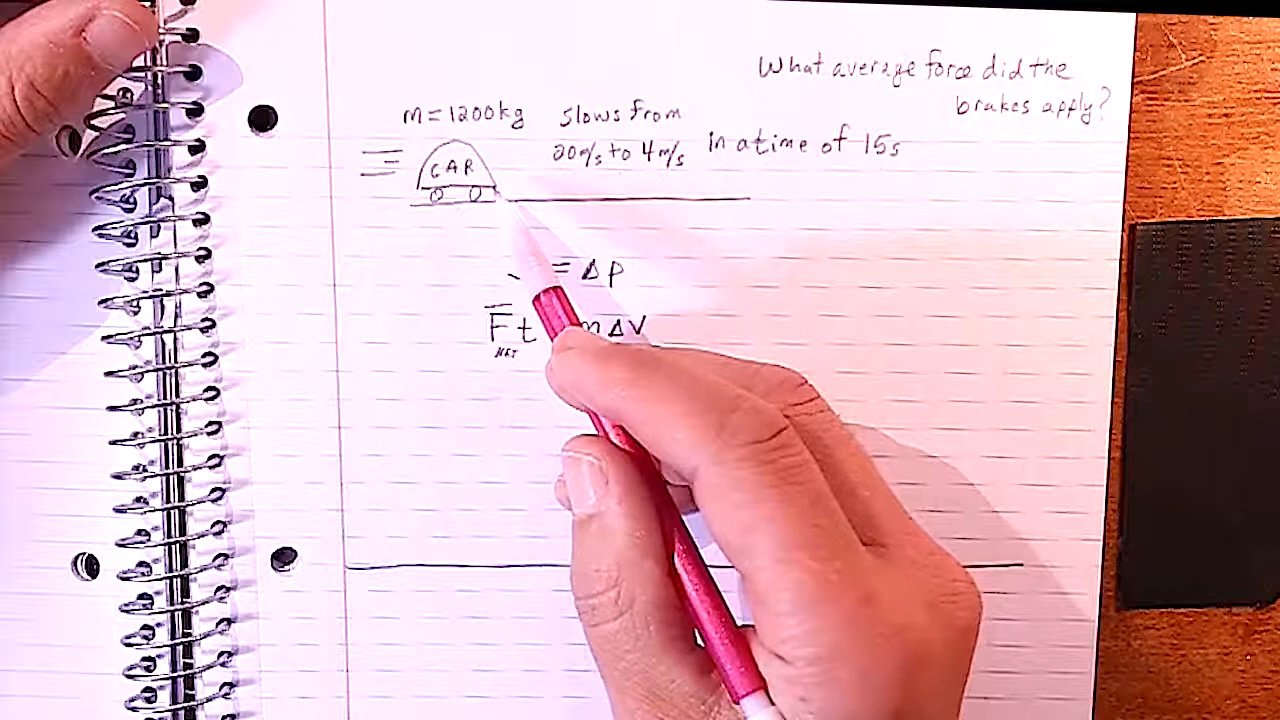 What average force did the
brakes apply?
m = 1200kg slows from
20m/s to 4m/s In a time of 15s
CAR
= Δp
F t m Δ V
NET